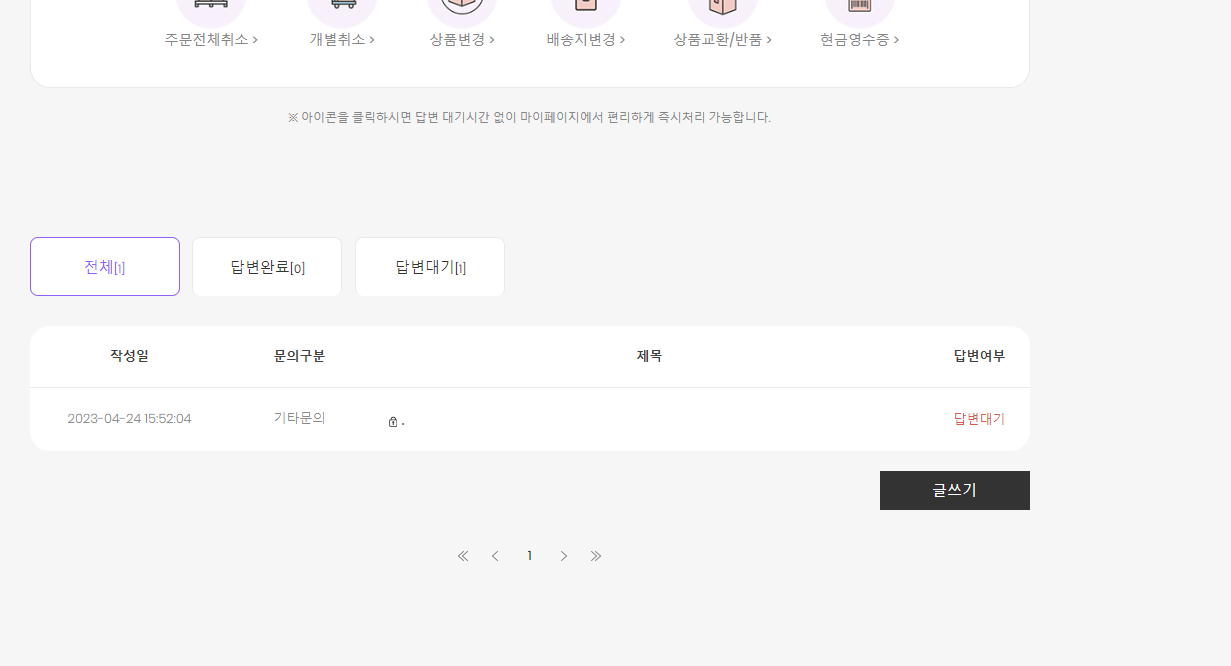 주문전체취소 > 개별취소 > 상품변경 > 배송지변경 > 상품교환/반품 > 현금영수증 >
※ 아이콘을 클릭하시면 답변 대기시간 없이 마이페이지에서 편리하게 즉시처리 가능합니다.
전체[1] 답변완료[0] 답변대기[1]
작성일 문의구분 제목 답변여부
2023-04-24 15:52:04 기타문의 . 답변대기
글쓰기
1